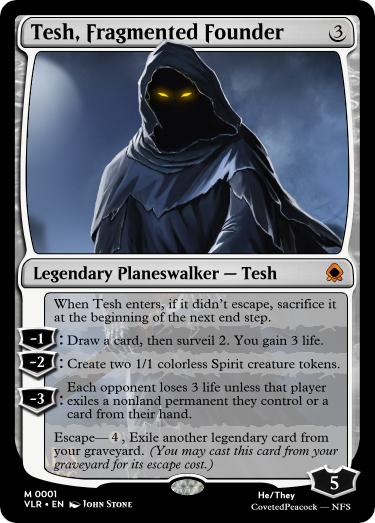 Tesh, Fragmented Founder 3
Legendary Planeswalker — Tesh
When Tesh enters, if it didn't escape, sacrifice it
at the beginning of the next end step.
-1: Draw a card, then surveil 2. You gain 3 life.
-2: Create two 1/1 colorless Spirit creature tokens.
Each opponent loses 3 life unless that player
-3: exiles a nonland permanent they control or a
card from their hand.
Escape—4, Exile another legendary card from
your graveyard. (You may cast this card from your
graveyard for its escape cost.)
5
M 0001
VLR • EN JOHN STONE
He/They
CovetedPeacock — NFS